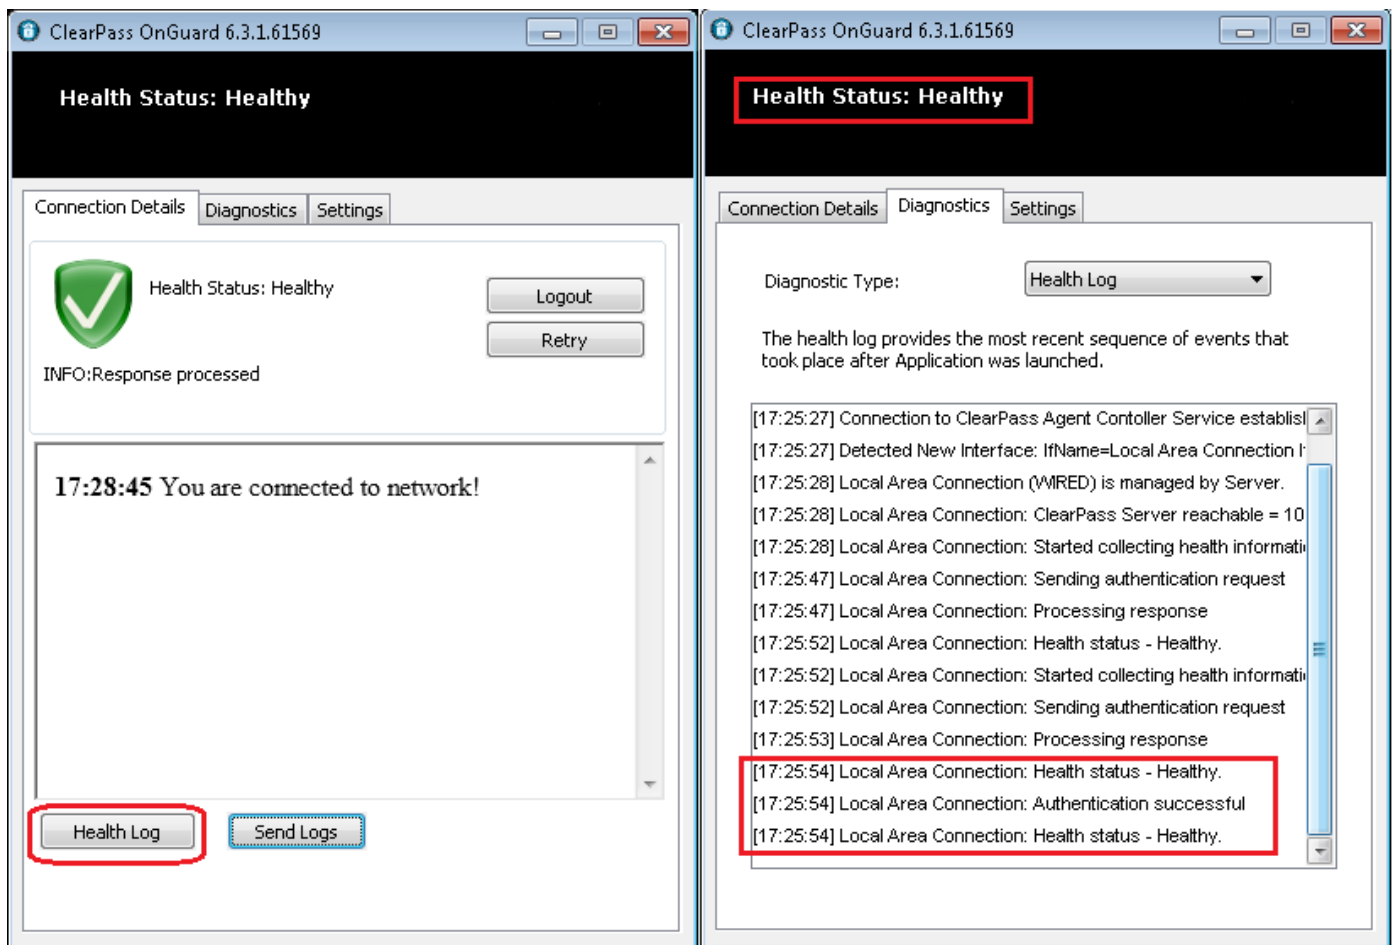 ClearPass OnGuard 6.3.1.61569
Health Status: Healthy
Connection Details
Diagnostics
Settings
Health Status: Healthy
Logout
Retry
INFO:Response processed
17:28:45 You are connected to network!
Health Log
Send Logs
ClearPass OnGuard 6.3.1.61569
Health Status: Healthy
Connection Details
Diagnostics
Settings
Diagnostic Type:
Health Log
The health log provides the most recent sequence of events that
took place after Application was launched.
[17:25:27] Connection to ClearPass Agent Contoller Service establisl
[17:25:27] Detected New Interface: IfName=Local Area Connection I
[17:25:28] Local Area Connection (WIRED) is managed by Server.
[17:25:28] Local Area Connection: ClearPass Server reachable = 10
[17:25:28] Local Area Connection: Started collecting health informati
[17:25:47] Local Area Connection: Sending authentication request
[17:25:47] Local Area Connection: Processing response
[17:25:52] Local Area Connection: Health status - Healthy.
[17:25:52] Local Area Connection: Started collecting health informati
[17:25:52] Local Area Connection: Sending authentication request
[17:25:53] Local Area Connection: Processing response
[17:25:54] Local Area Connection: Health status - Healthy.
[17:25:54] Local Area Connection: Authentication successful
[17:25:54] Local Area Connection: Health status - Healthy.